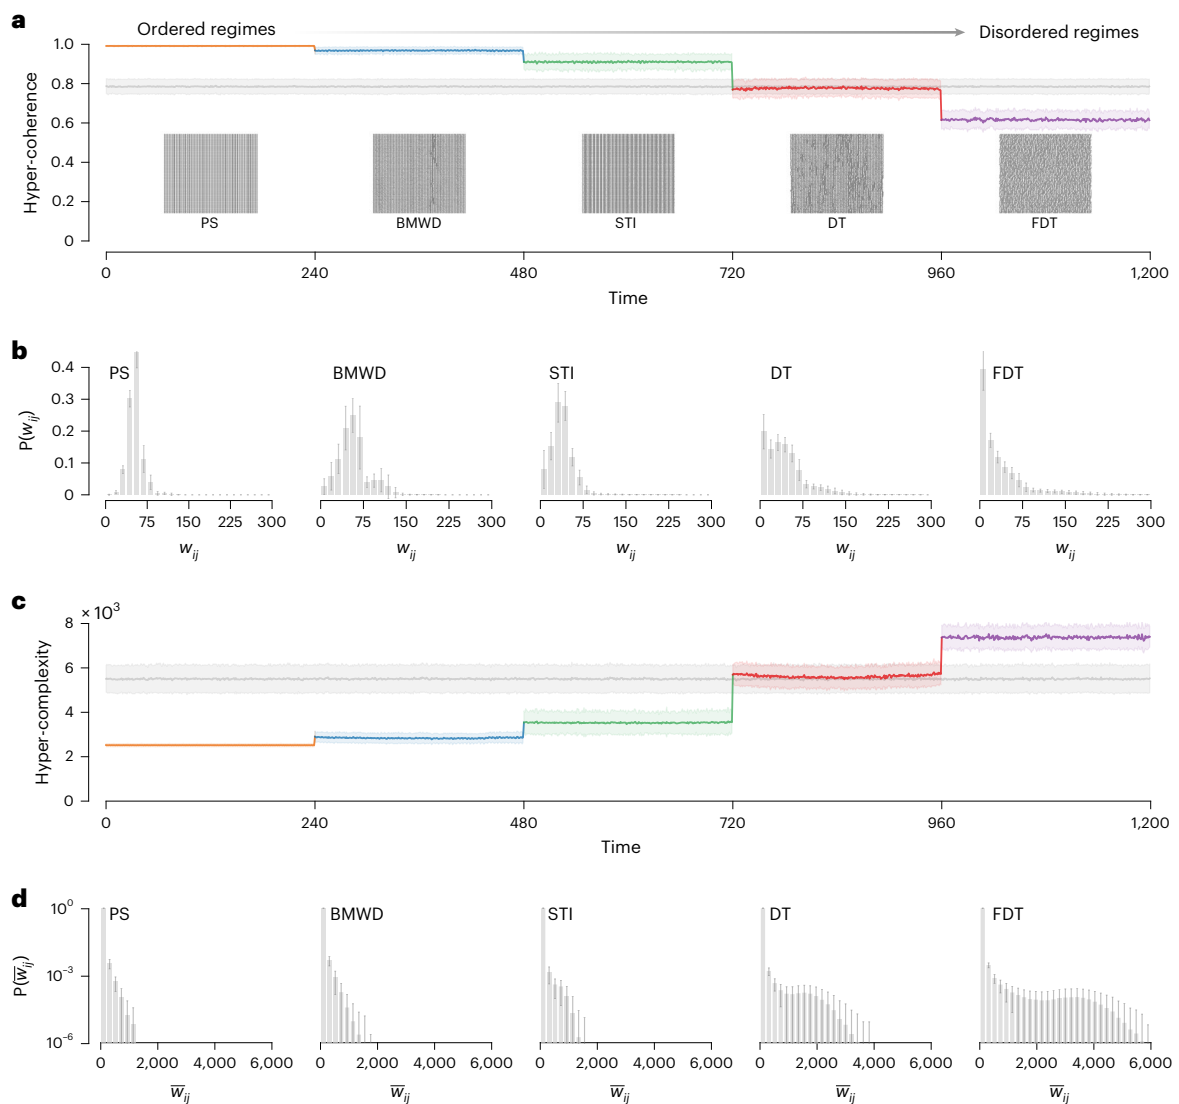 a
Ordered regimes
Disordered regimes
Hyper-coherence
1.0
0.8
0.6
0.4
0.2
0
PS
BMWD
STI
DT
FDT
0 240 480 720 960 1,200
Time
b
P(wij)
0.4
0.3
0.2
0.1
0
PS
BMWD
STI
DT
FDT
0 75 150 225 300
0 75 150 225 300
0 75 150 225 300
0 75 150 225 300
0 75 150 225 300
wij
wij
wij
wij
wij
c
× 10³
Hyper-complexity
8
6
4
2
0
0 240 480 720 960 1,200
Time
d
P(w̅ij)
10⁰
10⁻³
10⁻⁶
PS
BMWD
STI
DT
FDT
0 2,000 4,000 6,000
0 2,000 4,000 6,000
0 2,000 4,000 6,000
0 2,000 4,000 6,000
0 2,000 4,000 6,000
w̅ij
w̅ij
w̅ij
w̅ij
w̅ij